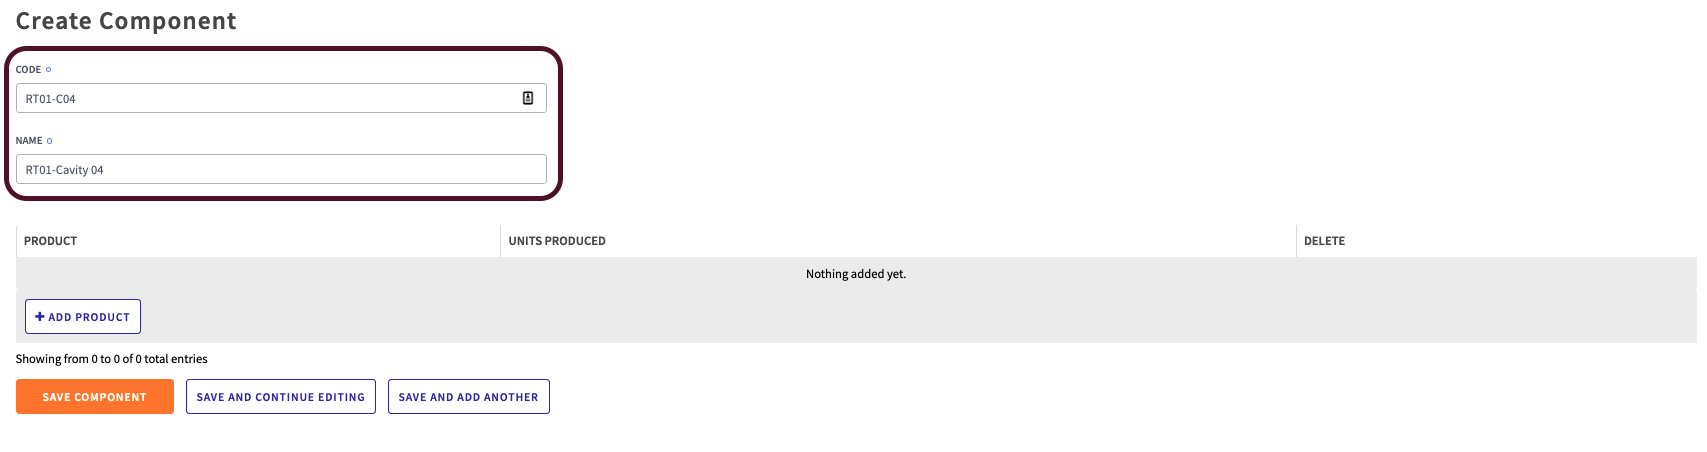 Create Component
CODE
RT01-C04
NAME
RT01-Cavity 04
PRODUCT UNITS PRODUCED DELETE
Nothing added yet.
+ ADD PRODUCT
Showing from 0 to 0 of 0 total entries
SAVE COMPONENT SAVE AND CONTINUE EDITING SAVE AND ADD ANOTHER